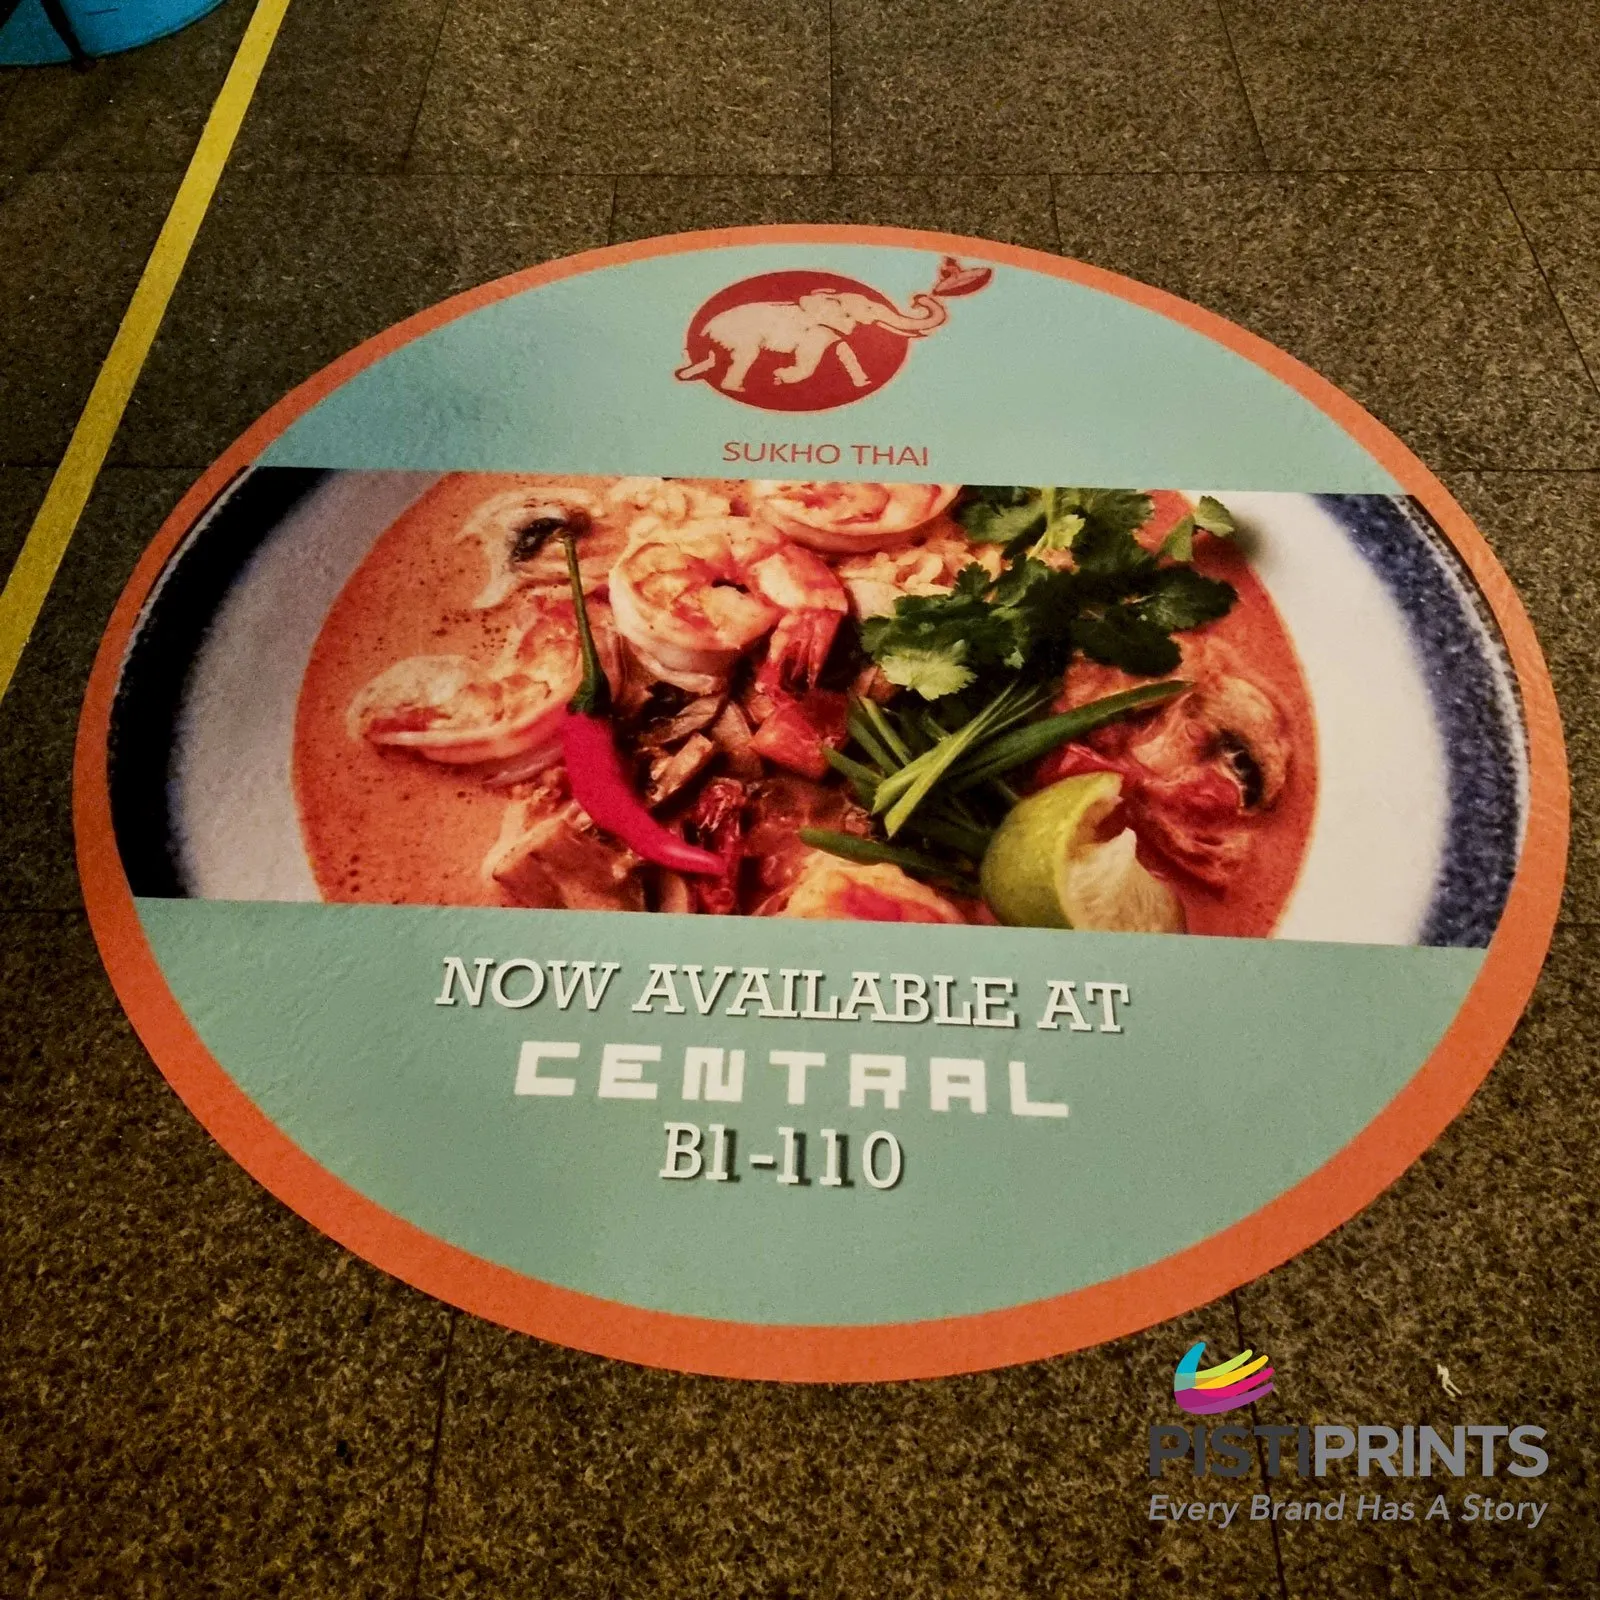 SUKHO THAI
NOW AVAILABLE AT
CENTRAL
B1-110
PISTIPRINTS
Every Brand Has A Story